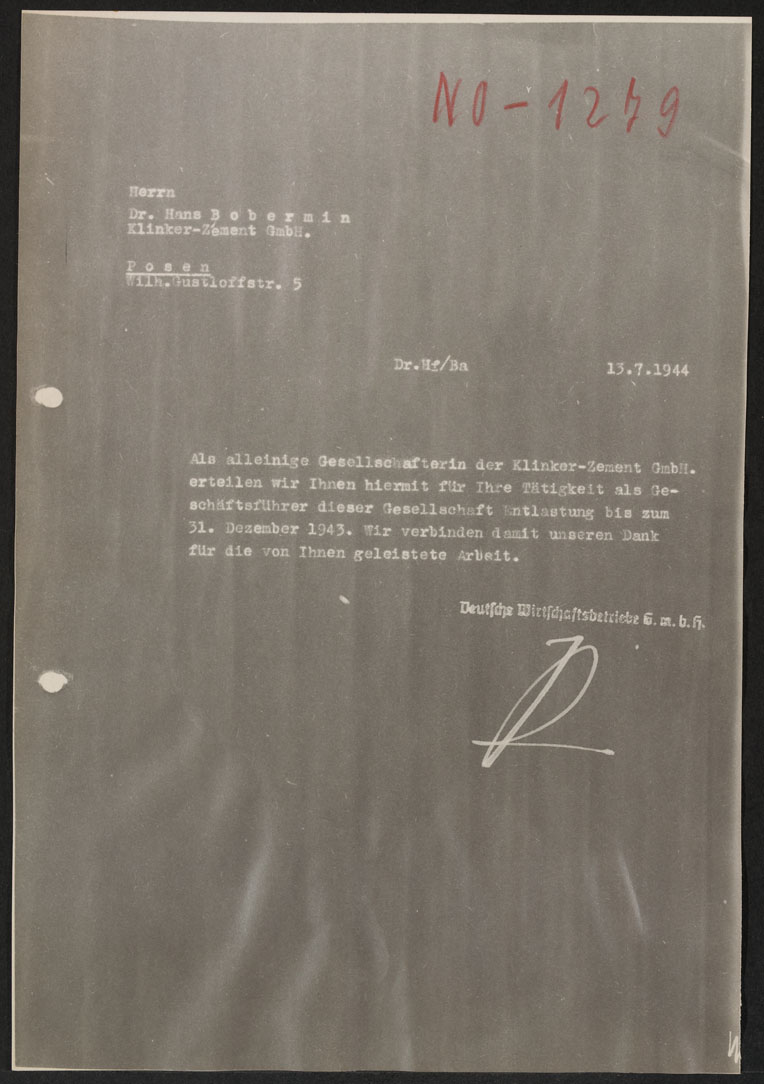 NO-1279
Herrn
Dr. Hans B o b e r m i n
Klinker-Zement GmbH.
P o s e n
Wilh.Gustloffstr. 5
Dr.Hf/Ba 13.7.1944
Als alleinige Gesellschafterin der Klinker-Zement GmbH.
erteilen wir Ihnen hiermit für Ihre Tätigkeit als Ge-
schäftsführer dieser Gesellschaft Entlastung bis zum
31. Dezember 1943. Wir verbinden damit unseren Dank
für die von Ihnen geleistete Arbeit.
Deutsche Wirtschaftsbetriebe G.m.b.H.